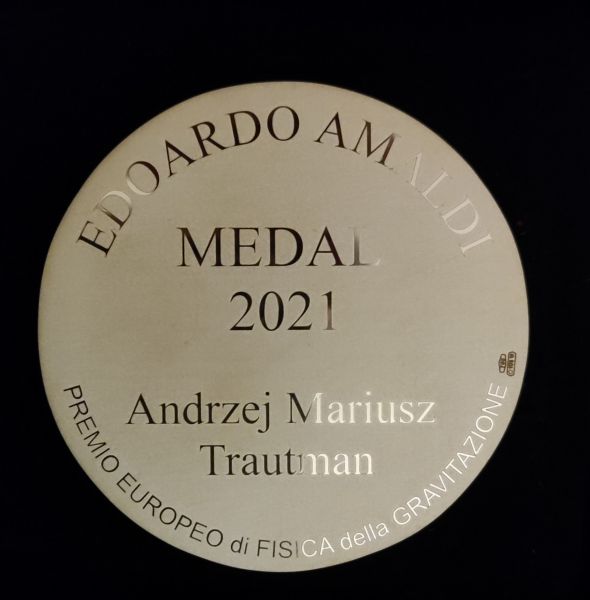 EDOARDO AMALDI
MEDAL
2021
Andrzej Mariusz
Trautman
PREMIO EUROPEO di FISICA della GRAVITAZIONE